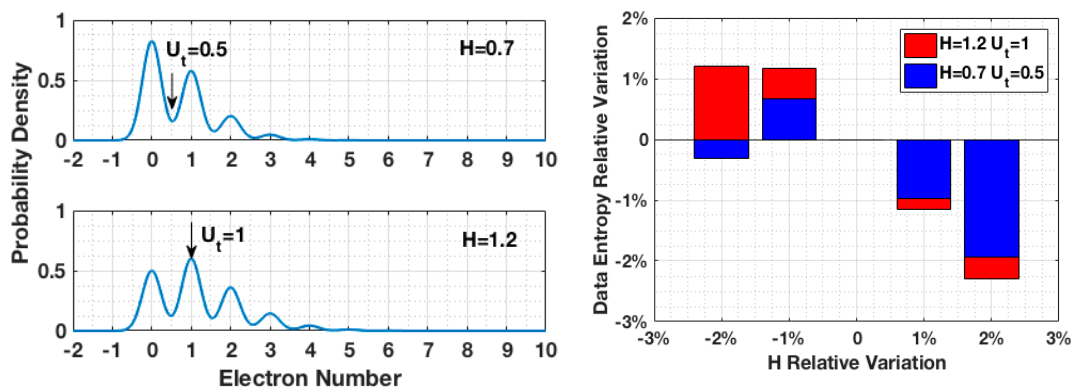 Probability Density
1
0.5
0
U_t=0.5
H=0.7
-2 -1 0 1 2 3 4 5 6 7 8 9 10
1
0.5
0
U_t=1
H=1.2
-2 -1 0 1 2 3 4 5 6 7 8 9 10
Electron Number
Data Entropy Relative Variation
2%
1%
0
-1%
-2%
-3%
H=1.2 U_t=1
H=0.7 U_t=0.5
-3% -2% -1% 0 1% 2% 3%
H Relative Variation